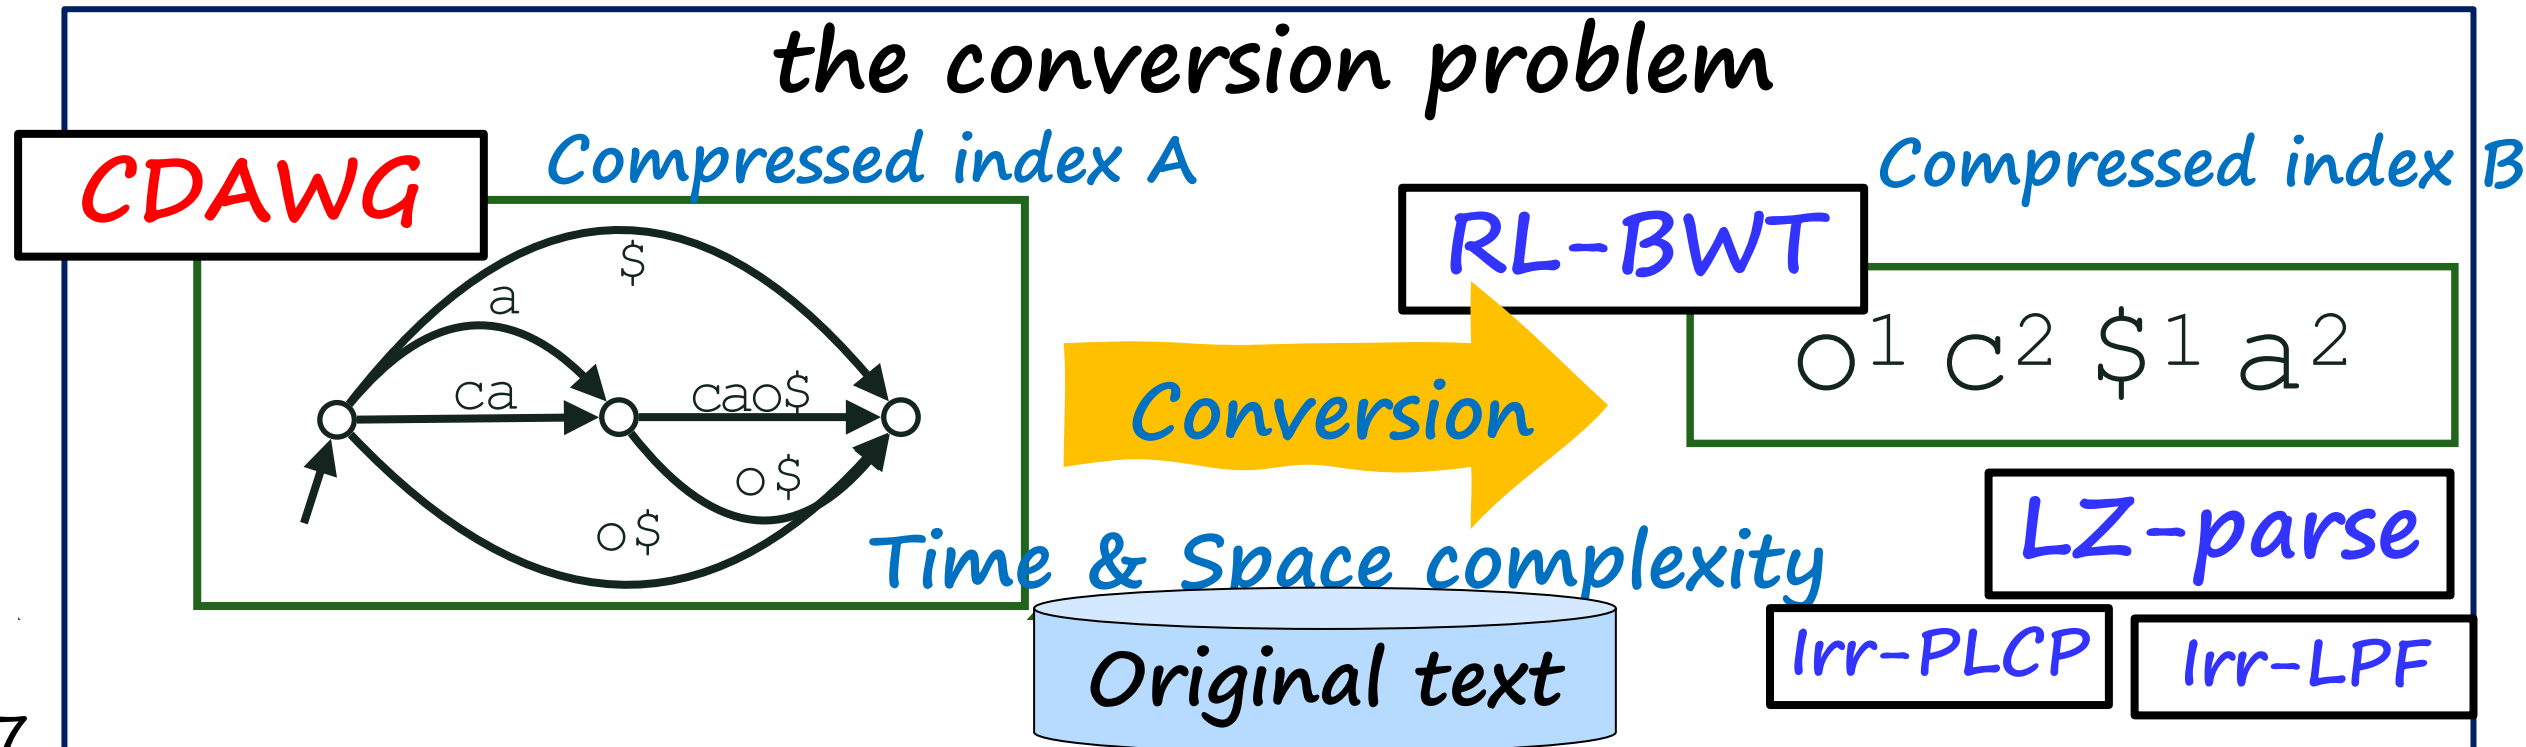 the conversion problem
CDAWG
Compressed index A
Compressed index B
RL-BWT
$
a
ca
cao$
o$
o$
o¹ c² $¹ a²
Conversion
LZ-parse
Time & Space complexity
Irr-PLCP
Irr-LPF
Original text
7